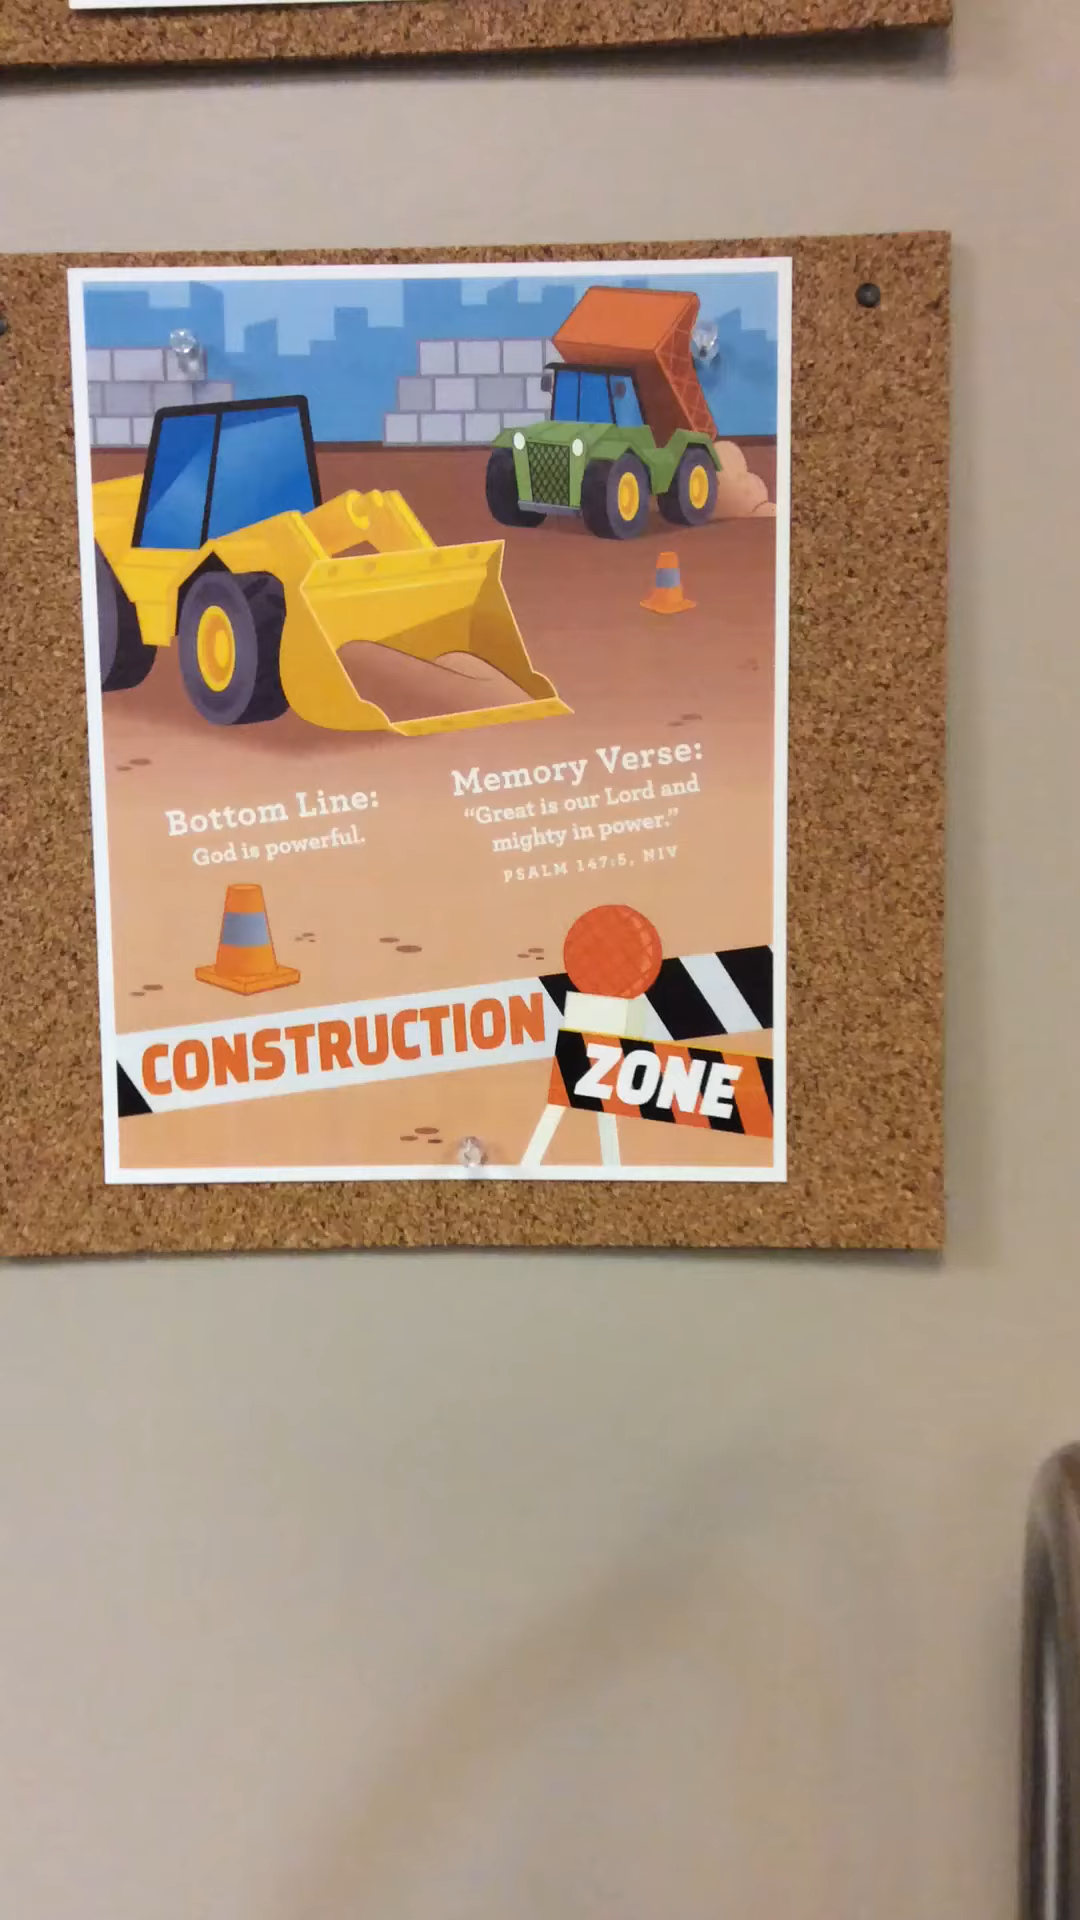 Bottom Line:
God is powerful.
Memory Verse:
“Great is our Lord and
mighty in power.”
PSALM 147:5, NIV
CONSTRUCTION
ZONE